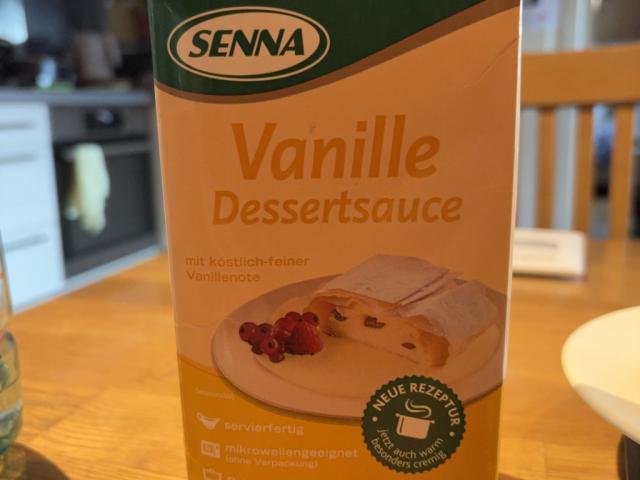 SENNA
Vanille
Dessertsauce
mit köstlich-feiner
Vanillenote
servierfertig
mikrowellengeeignet
(ohne Verpackung)
NEUE REZEPTUR
jetzt auch warm
besonders cremig